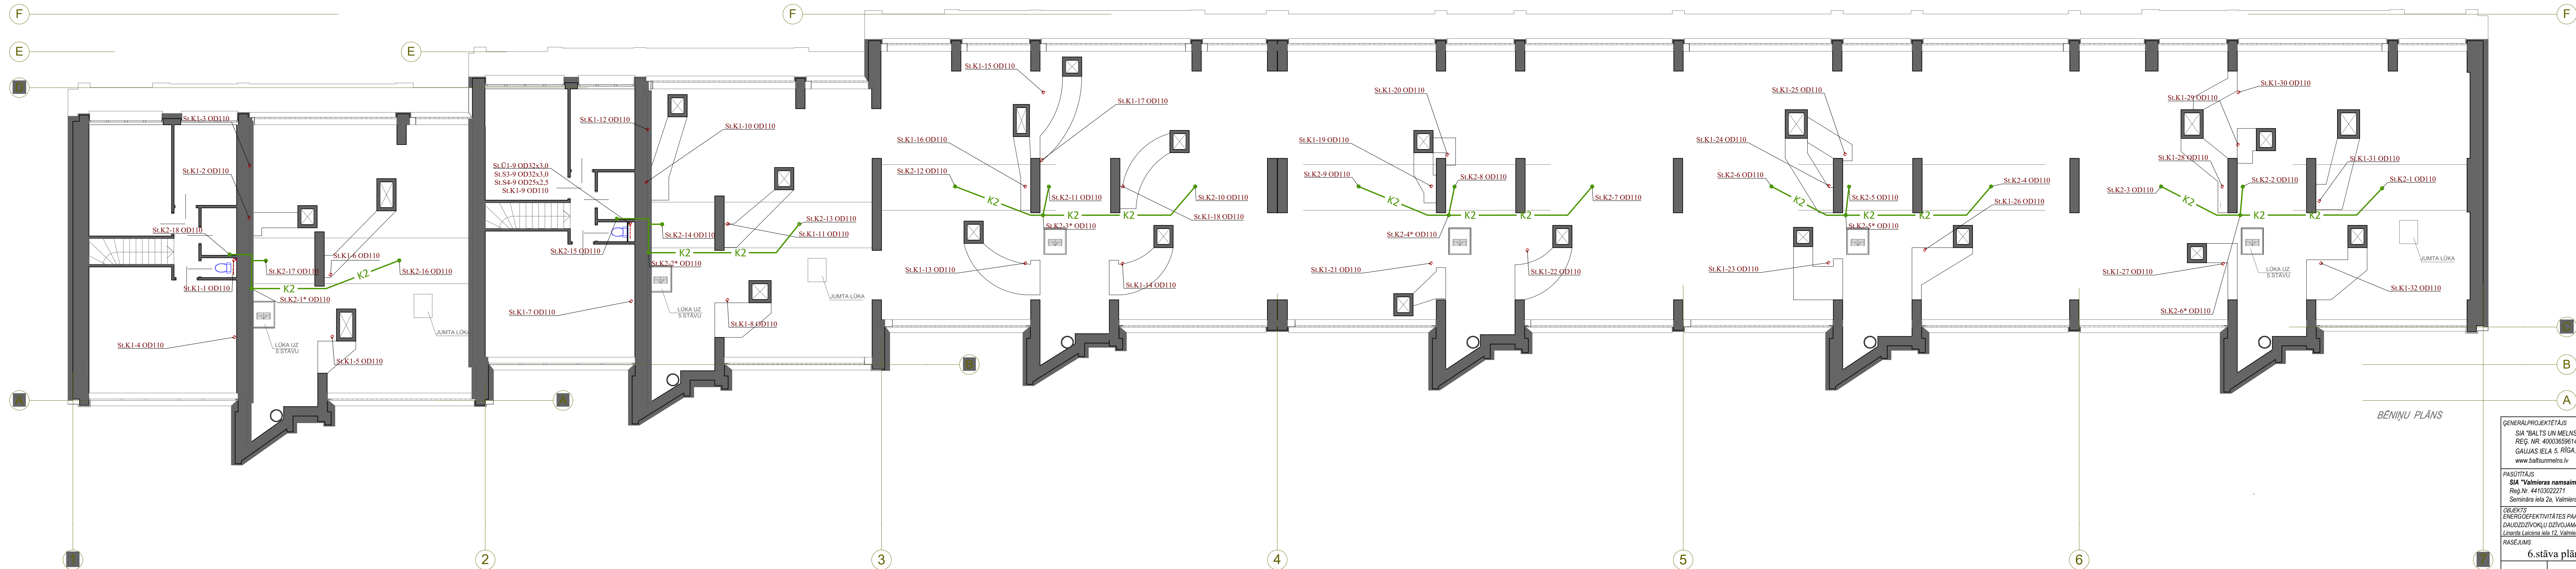 F
F
F
E
E
D
St.K1-3 OD110
St.K1-2 OD110
St.K2-18 OD110
St.K2-17 OD110
St.K1-6 OD110
K2
K2
St.K2-16 OD110
St.K1-1 OD110
St.K2-1* OD110
LŪKA UZ
5.STĀVU
JUMTA LŪKA
St.K1-4 OD110
St.K1-5 OD110
St.K1-12 OD110
St.K1-10 OD110
St.Ū1-9 OD32x3,0
St.S3-9 OD32x3,0
St.S4-9 OD25x2,5
St.K1-9 OD110
St.K2-13 OD110
St.K2-14 OD110
St.K1-11 OD110
St.K2-15 OD110
K2
K2
St.K2-2* OD110
LŪKA UZ
5.STĀVU
JUMTA LŪKA
St.K1-7 OD110
St.K1-8 OD110
St.K1-15 OD110
St.K1-17 OD110
St.K1-16 OD110
St.K2-12 OD110
K2
St.K2-11 OD110
St.K2-10 OD110
K2
K2
St.K1-18 OD110
St.K2-3* OD110
St.K1-13 OD110
St.K1-14 OD110
St.K1-20 OD110
St.K1-19 OD110
St.K2-9 OD110
St.K2-8 OD110
St.K2-7 OD110
K2
K2
K2
St.K2-4* OD110
St.K1-21 OD110
St.K1-22 OD110
St.K1-25 OD110
St.K1-24 OD110
St.K2-6 OD110
St.K2-5 OD110
St.K2-4 OD110
K2
K2
K2
St.K1-26 OD110
St.K2-5* OD110
St.K1-23 OD110
St.K1-30 OD110
St.K1-29 OD110
St.K1-28 OD110
St.K1-31 OD110
St.K2-3 OD110
St.K2-2 OD110
St.K2-1 OD110
K2
K2
K2
LŪKA UZ
5.STĀVU
JUMTA LŪKA
St.K1-27 OD110
St.K1-32 OD110
St.K2-6* OD110
C
B
B
A
A
A
BĒNIŅU PLĀNS
ĢENERĀLPROJEKTĒTĀJS
SIA "BALTS UN MELNS
REĢ. NR. 4000365961
GAUJAS IELA 5, RĪGA,
www.baltsunmelns.lv
PASŪTĪTĀJS
SIA "Valmieras namsaim
Reģ.Nr. 44103022271
Semināra iela 2a, Valmiera
OBJEKTS
ENERGOEFEKTIVITĀTES PAA
DAUDZDZĪVOKĻU DZĪVOJAMĀ
Linarda Laicena iela 12, Valmie
RASĒJUMS
6.stāva plā
2
3
4
5
6